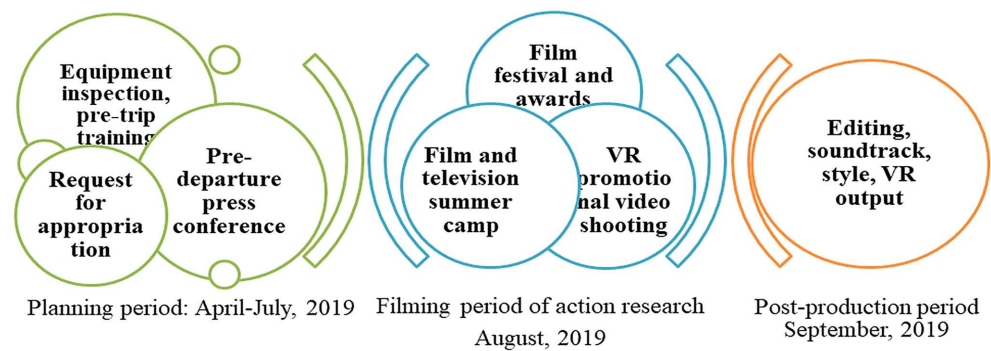 Equipment
inspection,
pre-trip
training
Pre-
departure
press
conference
Request
for
appropria
tion
Planning period: April-July, 2019
Film
festival and
awards
Film and
television
summer
camp
VR
promotio
nal video
shooting
Filming period of action research
August, 2019
Editing,
soundtrack,
style, VR
output
Post-production period
September, 2019